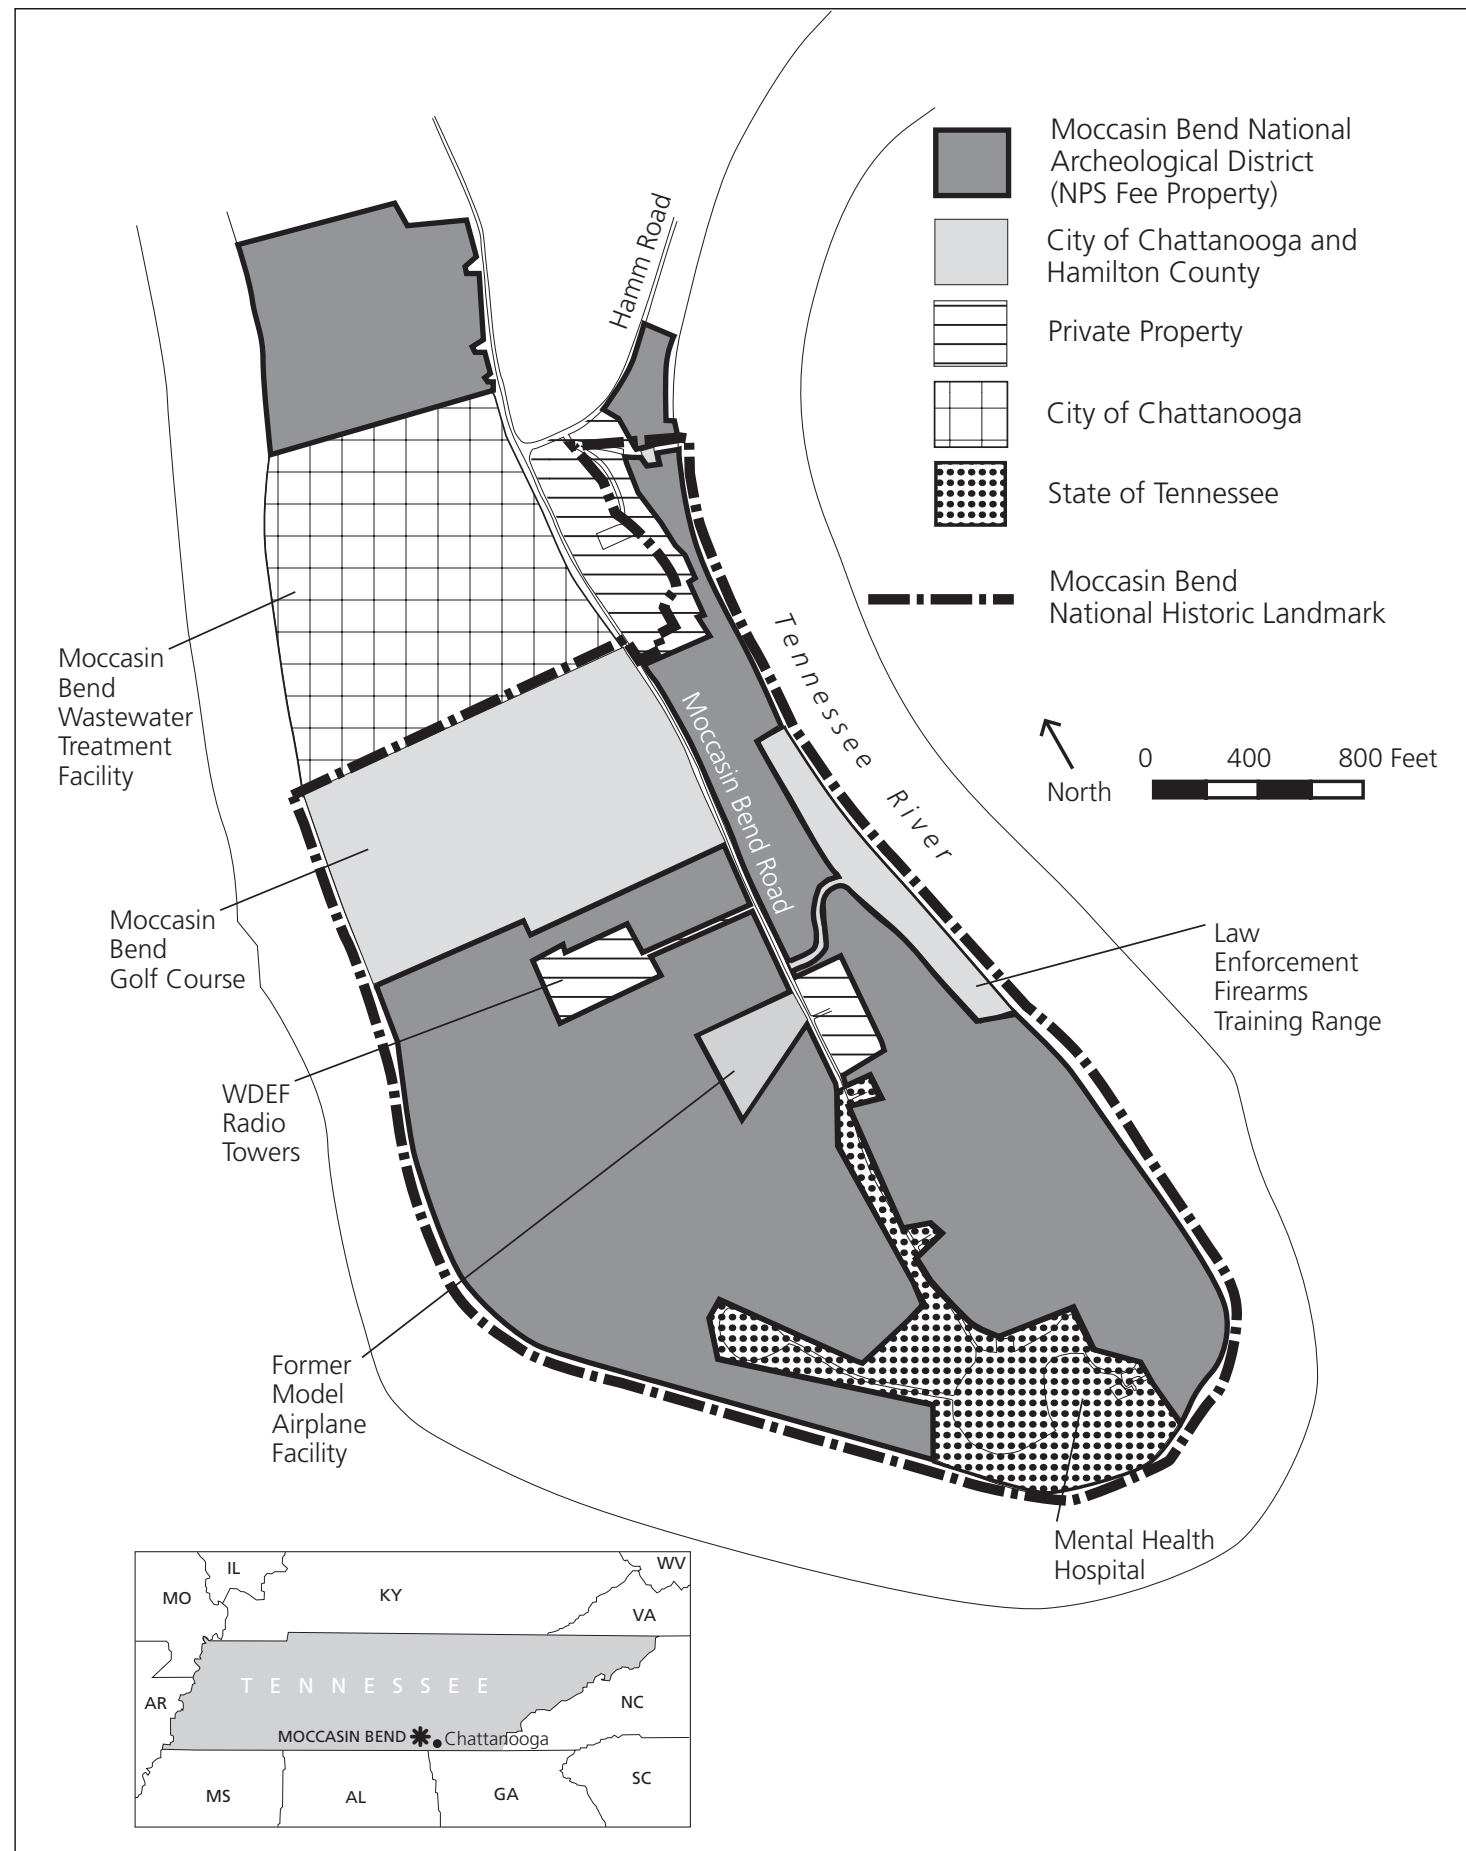 Moccasin Bend National
Archeological District
(NPS Fee Property)
City of Chattanooga and
Hamilton County
Private Property
City of Chattanooga
State of Tennessee
Moccasin Bend
National Historic Landmark
Hamm Road
Tennessee River
Moccasin Bend Road
North
0 400 800 Feet
Moccasin
Bend
Wastewater
Treatment
Facility
Moccasin
Bend
Golf Course
WDEF
Radio
Towers
Former
Model
Airplane
Facility
Law
Enforcement
Firearms
Training Range
Mental Health
Hospital
MO
IL
KY
WV
VA
TENNESSEE
AR
NC
MOCCASIN BEND
Chattanooga
MS
AL
GA
SC